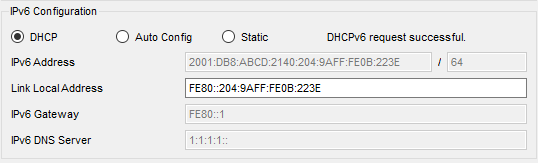 IPv6 Configuration
DHCP Auto Config Static DHCPv6 request successful.
IPv6 Address 2001:DB8:ABCD:2140:204:9AFF:FE0B:223E / 64
Link Local Address FE80::204:9AFF:FE0B:223E
IPv6 Gateway FE80::1
IPv6 DNS Server 1:1:1:1::